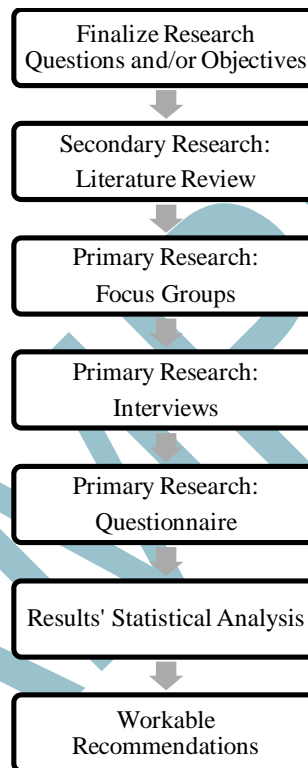 Finalize Research
Questions and/or Objectives
Secondary Research:
Literature Review
Primary Research:
Focus Groups
Primary Research:
Interviews
Primary Research:
Questionnaire
Results' Statistical Analysis
Workable
Recommendations